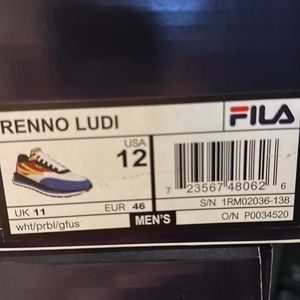 RENNO LUDI
FILA
USA
12
7 23567 48062 6
UK 11
EUR 46
S/N 1RM02036-138
wht/prbl/gfus
MEN'S
O/N P0034520